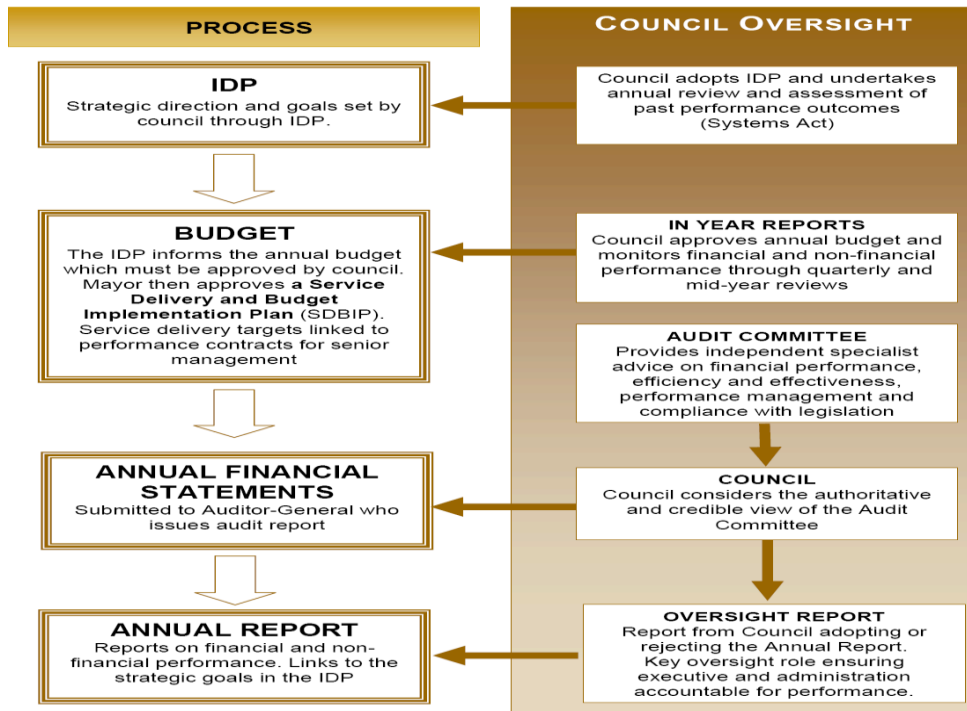 PROCESS
IDP
Strategic direction and goals set by
council through IDP.
BUDGET
The IDP informs the annual budget
which must be approved by council.
Mayor then approves a Service
Delivery and Budget
Implementation Plan (SDBIP).
Service delivery targets linked to
performance contracts for senior
management
ANNUAL FINANCIAL
STATEMENTS
Submitted to Auditor-General who
issues audit report
ANNUAL REPORT
Reports on financial and non-
financial performance. Links to the
strategic goals in the IDP
COUNCIL OVERSIGHT
Council adopts IDP and undertakes
annual review and assessment of
past performance outcomes
(Systems Act)
IN YEAR REPORTS
Council approves annual budget and
monitors financial and non-financial
performance through quarterly and
mid-year reviews
AUDIT COMMITTEE
Provides independent specialist
advice on financial performance,
efficiency and effectiveness,
performance management and
compliance with legislation
COUNCIL
Council considers the authoritative
and credible view of the Audit
Committee
OVERSIGHT REPORT
Report from Council adopting or
rejecting the Annual Report.
Key oversight role ensuring
executive and administration
accountable for performance.